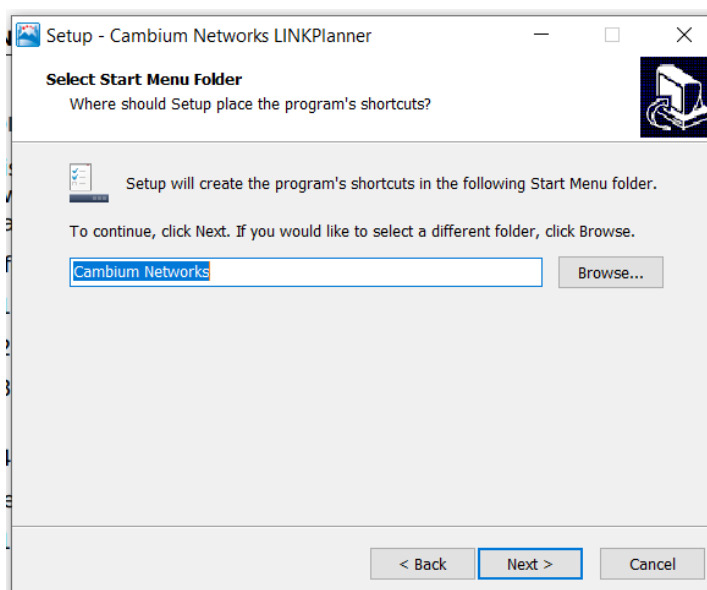 Setup - Cambium Networks LINKPlanner
Select Start Menu Folder
Where should Setup place the program's shortcuts?
Setup will create the program's shortcuts in the following Start Menu folder.
To continue, click Next. If you would like to select a different folder, click Browse.
Cambium Networks
Browse...
< Back
Next >
Cancel